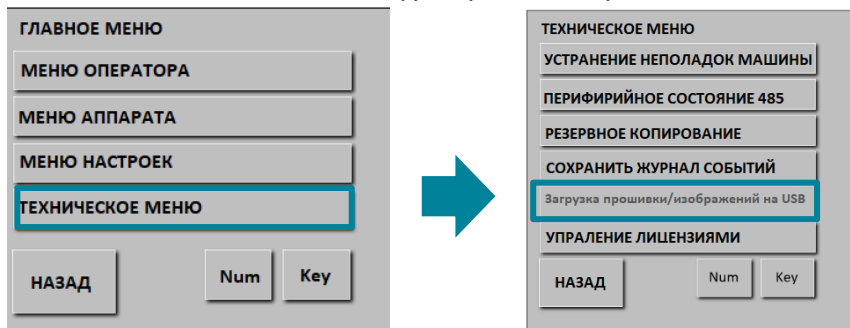 ГЛАВНОЕ МЕНЮ
МЕНЮ ОПЕРАТОРА
МЕНЮ АППАРАТА
МЕНЮ НАСТРОЕК
ТЕХНИЧЕСКОЕ МЕНЮ
НАЗАД
Num
Key
ТЕХНИЧЕСКОЕ МЕНЮ
УСТРАНЕНИЕ НЕПОЛАДОК МАШИНЫ
ПЕРИФИРИЙНОЕ СОСТОЯНИЕ 485
РЕЗЕРВНОЕ КОПИРОВАНИЕ
СОХРАНИТЬ ЖУРНАЛ СОБЫТИЙ
Загрузка прошивки/изображений на USB
УПРАЛЕНИЕ ЛИЦЕНЗИЯМИ
НАЗАД
Num
Key